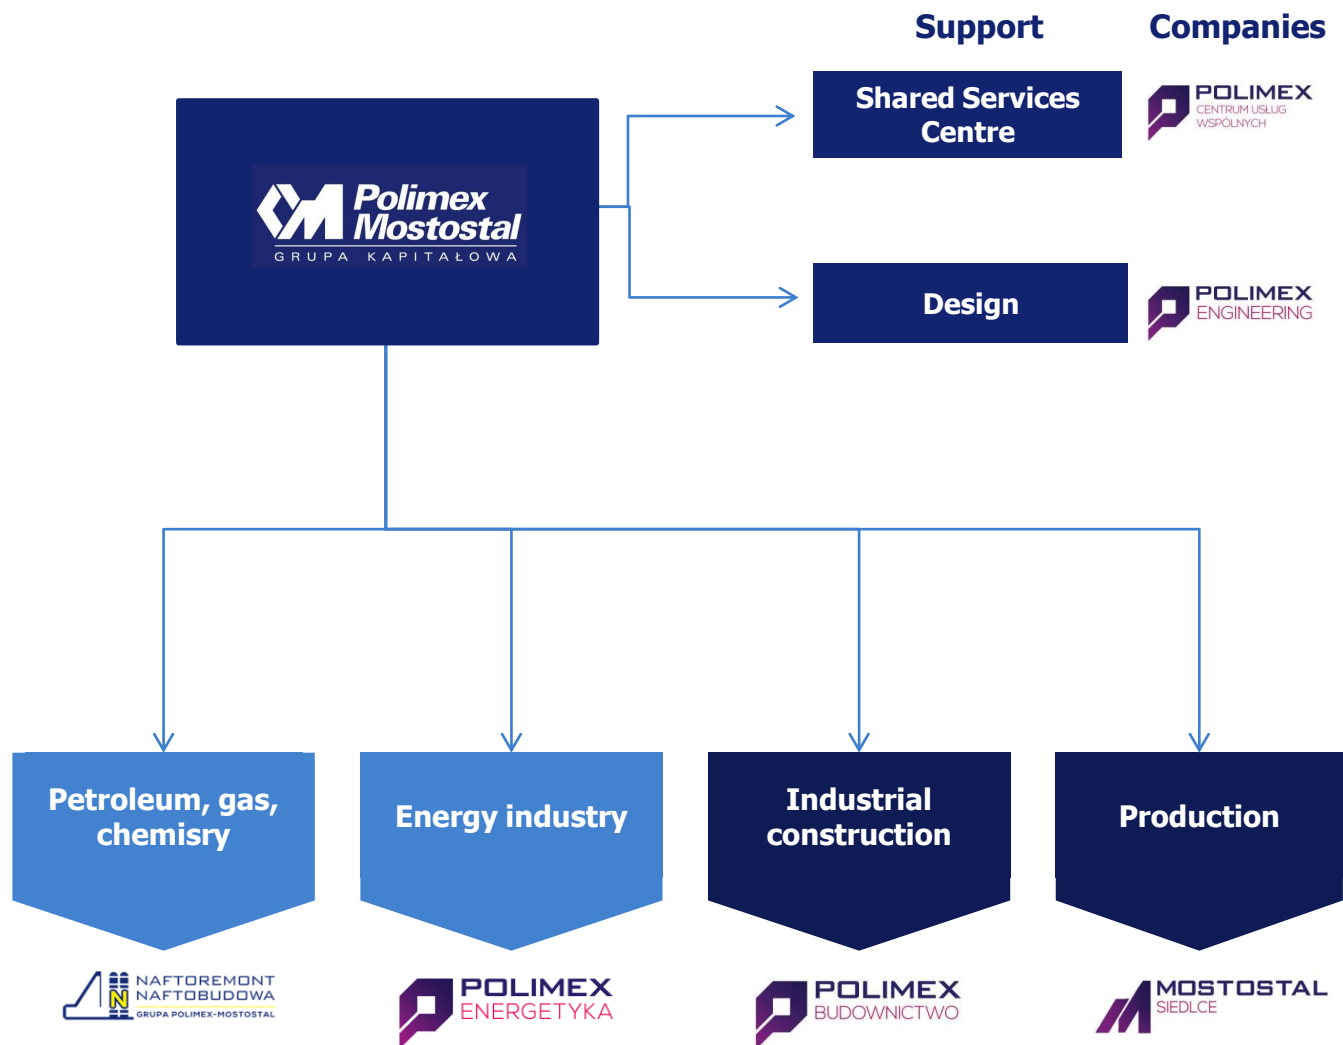 Support Companies
Shared Services
Centre
POLIMEX
CENTRUM USŁUG
WSPÓLNYCH
Polimex
Mostostal
GRUPA KAPITAŁOWA
Design
POLIMEX
ENGINEERING
Petroleum, gas,
chemisry
Energy industry
Industrial
construction
Production
NAFTOREMONT
NAFTOBUDOWA
GRUPA POLIMEX-MOSTOSTAL
POLIMEX
ENERGETYKA
POLIMEX
BUDOWNICTWO
MOSTOSTAL
SIEDLCE